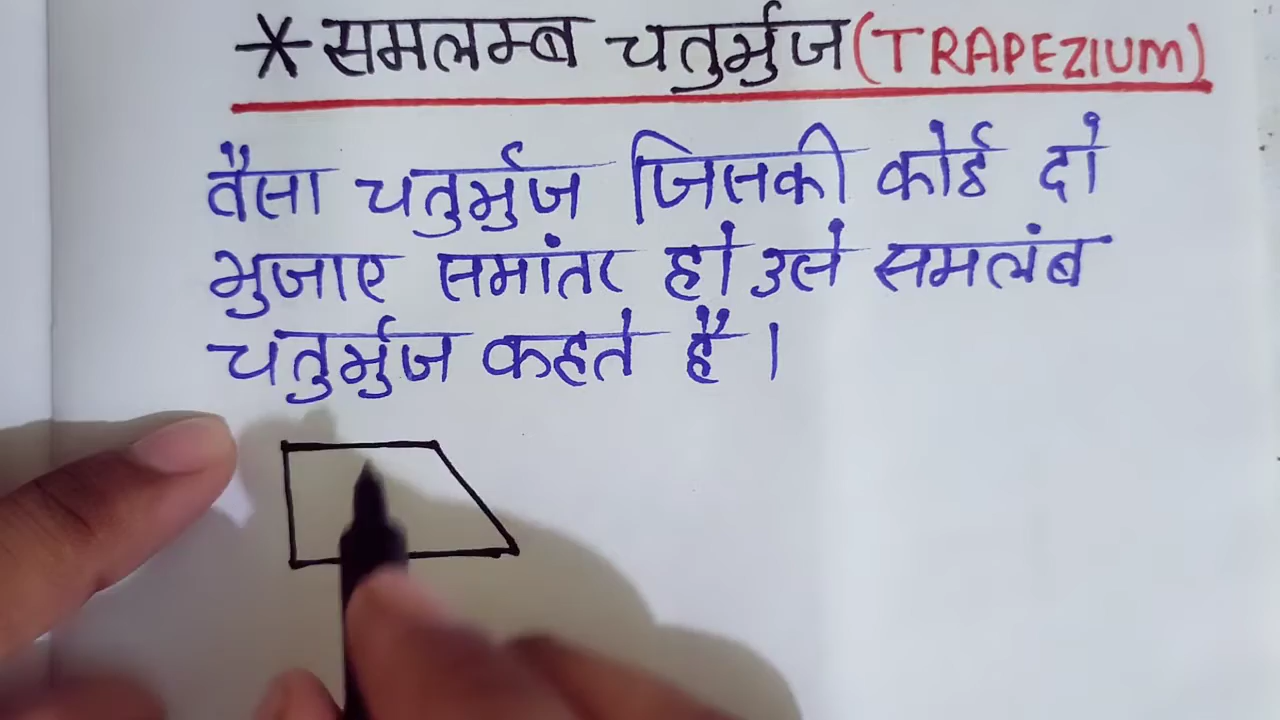 * समलम्ब चतुर्भुज (TRAPEZIUM)
वैसा चतुर्भुज जिसकी कोई दो
भुजाए समांतर हो उसे समलंब
चतुर्भुज कहते है।